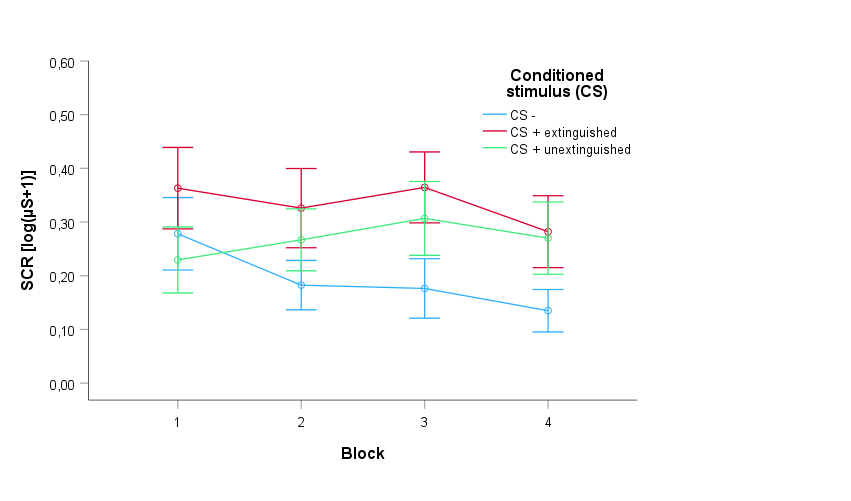 0,60
0,50
0,40
0,30
0,20
0,10
0,00
SCR [log(µS+1)]
Conditioned
stimulus (CS)
CS -
CS + extinguished
CS + unextinguished
1 2 3 4
Block